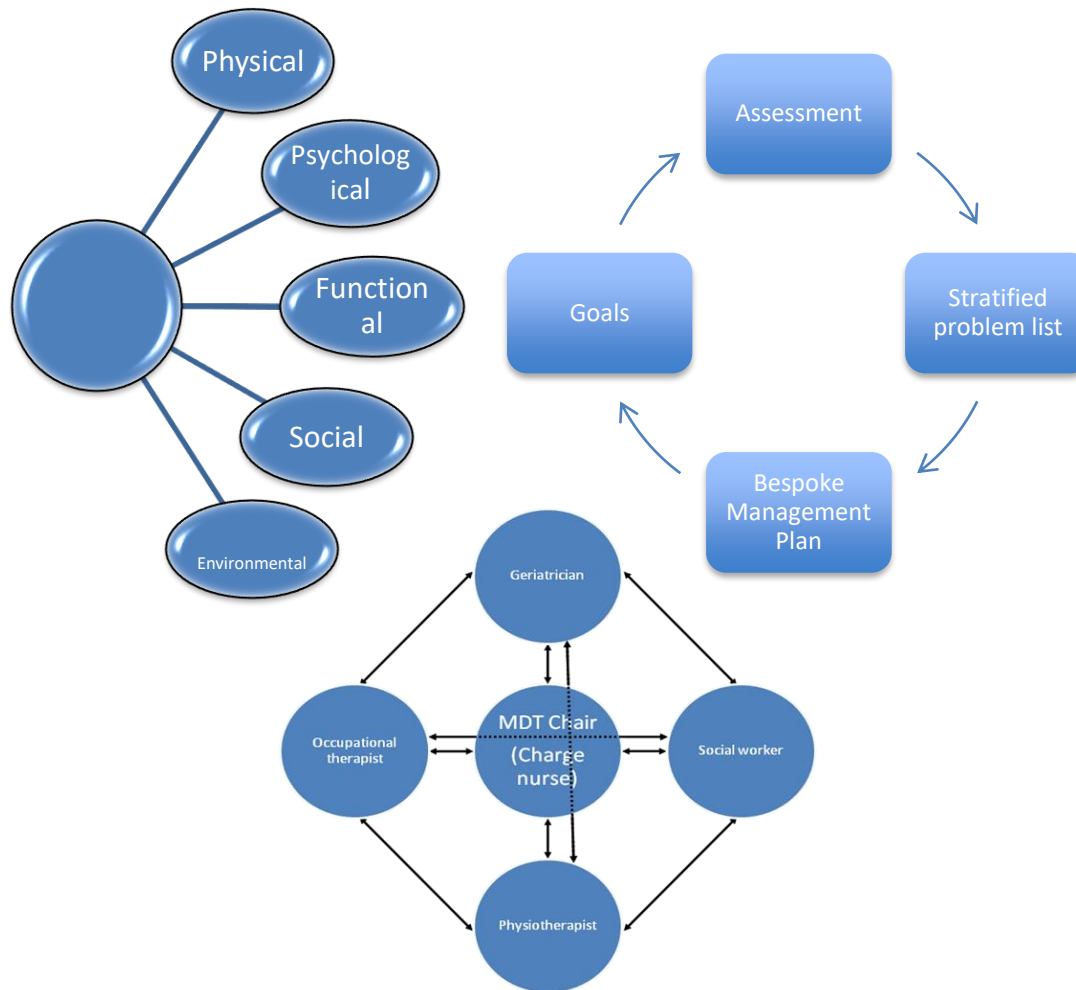 Physical
Psycholog
ical
Function
al
Social
Environmental
Assessment
Stratified
problem list
Bespoke
Management
Plan
Goals
Geriatrician
Occupational
therapist
MDT Chair
(Charge
nurse)
Social worker
Physiotherapist